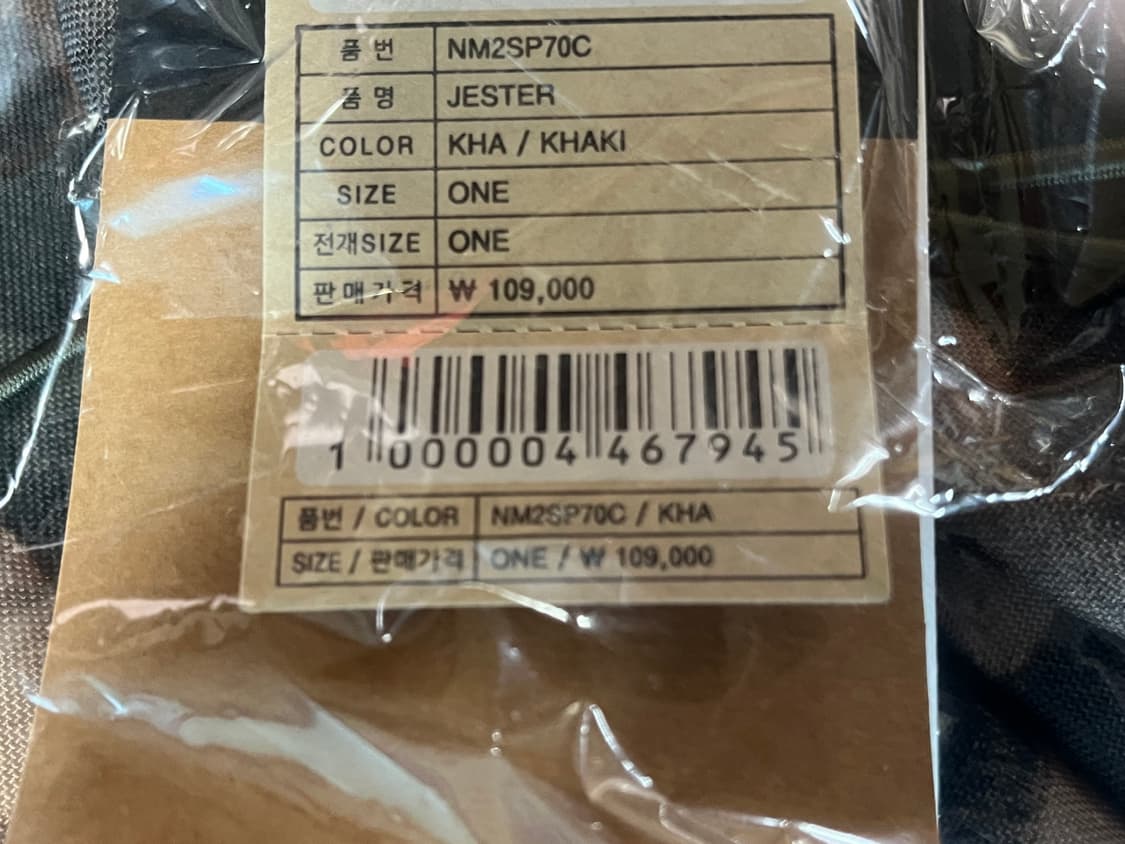 품 번 NM2SP70C
품 명 JESTER
COLOR KHA / KHAKI
SIZE ONE
전개SIZE ONE
판매가격 ₩ 109,000
1 000004 467945
품번 / COLOR NM2SP70C / KHA
SIZE / 판매가격 ONE / ₩ 109,000